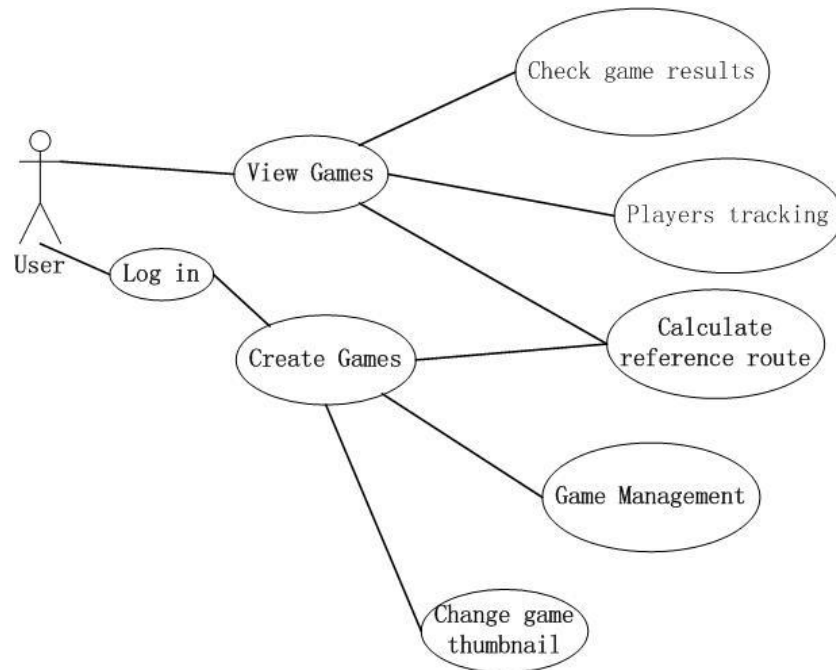 Check game results
View Games
Players tracking
User
Log in
Calculate
reference route
Create Games
Game Management
Change game
thumbnail